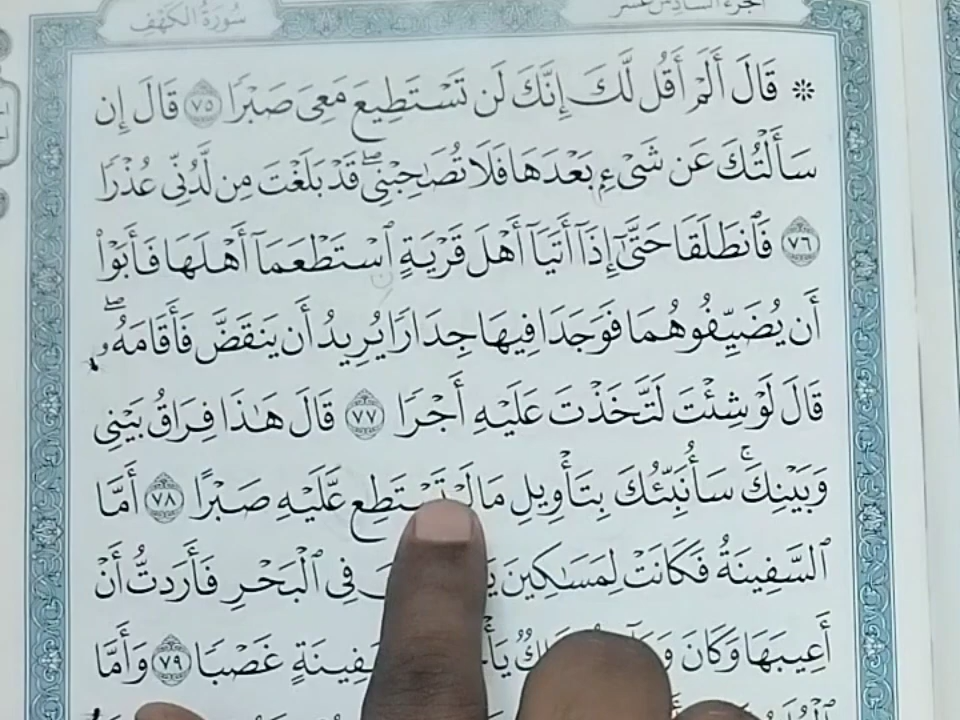 سُورَةُ الكَهْفِ
الجزء السادس عشر
۞ قَالَ أَلَمْ أَقُل لَّكَ إِنَّكَ لَن تَسْتَطِيعَ مَعِىَ صَبْرًا ٧٥ قَالَ إِن
سَأَلْتُكَ عَن شَىْءٍۭ بَعْدَهَا فَلَا تُصَٰحِبْنِىۖ قَدْ بَلَغْتَ مِن لَّدُنِّى عُذْرًا
٧٦ فَٱنطَلَقَا حَتَّىٰٓ إِذَآ أَتَيَآ أَهْلَ قَرْيَةٍ ٱسْتَطْعَمَآ أَهْلَهَا فَأَبَوْا۟
أَن يُضَيِّفُوهُمَا فَوَجَدَا فِيهَا جِدَارًا يُرِيدُ أَن يَنقَضَّ فَأَقَامَهُۥۖ
قَالَ لَوْ شِئْتَ لَتَّخَذْتَ عَلَيْهِ أَجْرًا ٧٧ قَالَ هَٰذَا فِرَاقُ بَيْنِى
وَبَيْنِكَۚ سَأُنَبِّئُكَ بِتَأْوِيلِ مَا لَمْ تَسْتَطِع عَّلَيْهِ صَبْرًا ٧٨ أَمَّا
ٱلسَّفِينَةُ فَكَانَتْ لِمَسَٰكِينَ فِى ٱلْبَحْرِ فَأَرَدتُّ أَنْ
أَعِيبَهَا وَكَانَ غَصْبًا ٧٩ وَأَمَّا